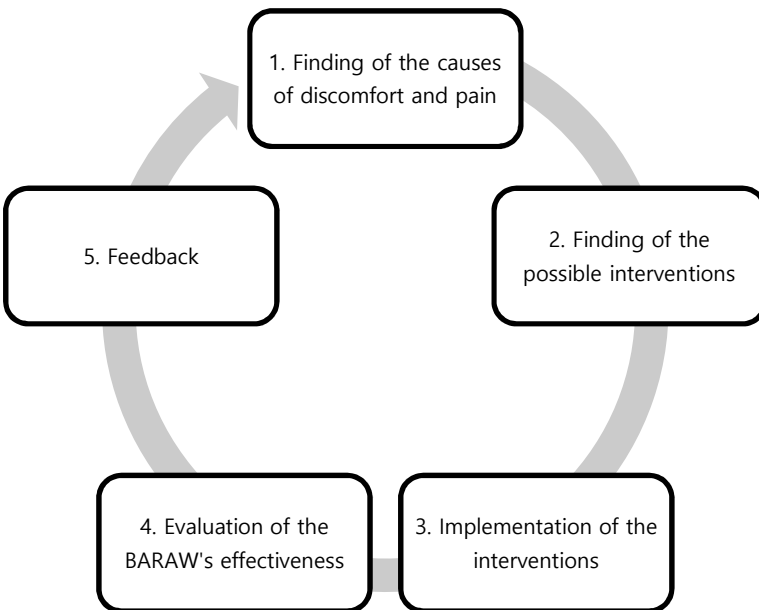 1. Finding of the causes
of discomfort and pain
2. Finding of the
possible interventions
3. Implementation of the
interventions
4. Evaluation of the
BARAW's effectiveness
5. Feedback